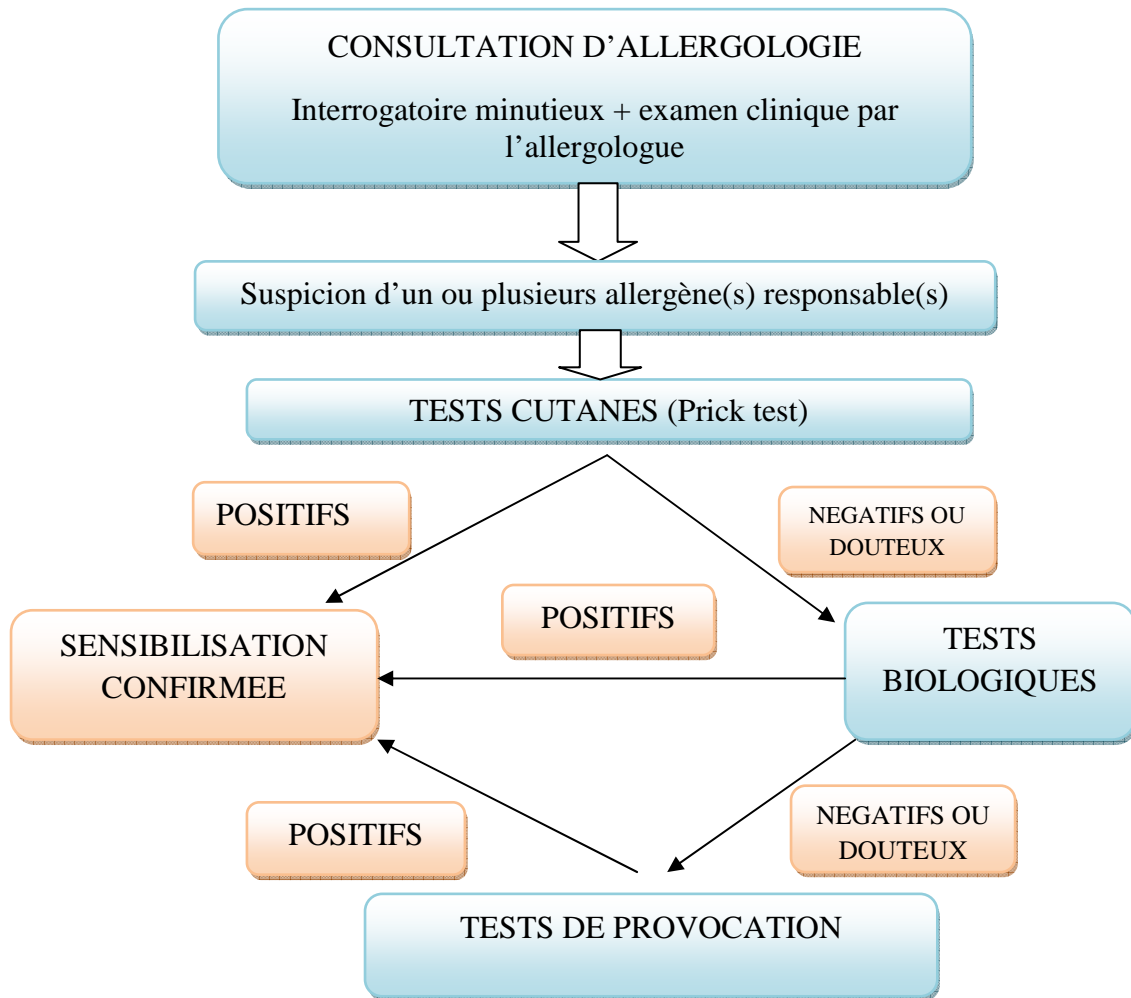 CONSULTATION D’ALLERGOLOGIE
Interrogatoire minutieux + examen clinique par
l’allergologue
Suspicion d’un ou plusieurs allergène(s) responsable(s)
TESTS CUTANES (Prick test)
POSITIFS
NEGATIFS OU
DOUTEUX
POSITIFS
SENSIBILISATION
CONFIRMEE
TESTS
BIOLOGIQUES
POSITIFS
NEGATIFS OU
DOUTEUX
TESTS DE PROVOCATION